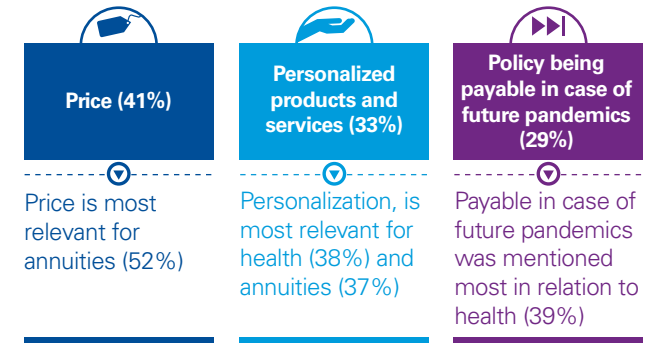 Price (41%)
Price is most
relevant for
annuities (52%)
Personalized
products and
services (33%)
Personalization, is
most relevant for
health (38%) and
annuities (37%)
Policy being
payable in case of
future pandemics
(29%)
Payable in case of
future pandemics
was mentioned
most in relation to
health (39%)